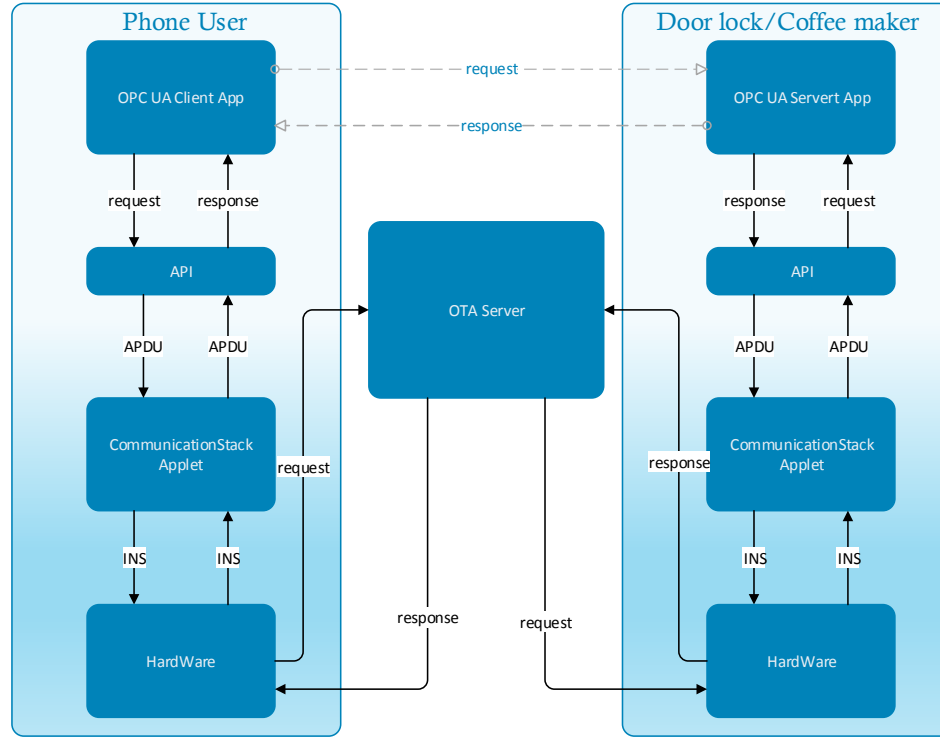 Phone User
Door lock/Coffee maker
OPC UA Client App
request
OPC UA Servert App
response
request
response
response
request
API
OTA Server
API
APDU
APDU
APDU
APDU
CommunicationStack
Applet
request
response
CommunicationStack
Applet
INS
INS
INS
INS
response
request
HardWare
HardWare